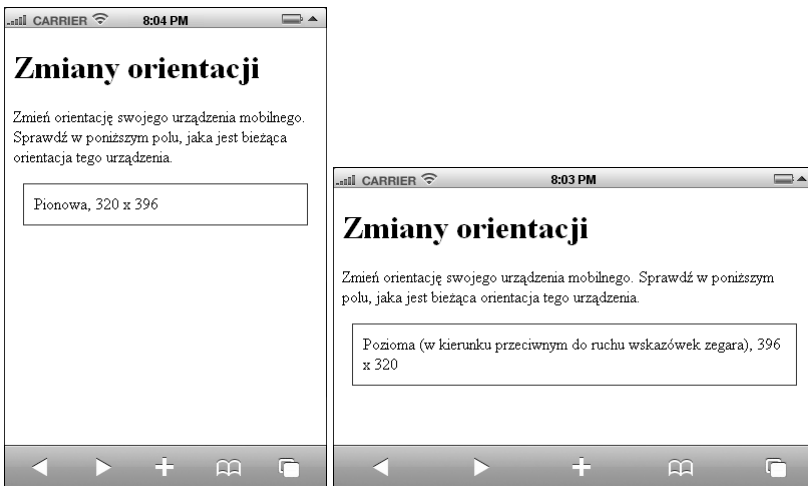 CARRIER 8:04 PM
Zmiany orientacji
Zmień orientację swojego urządzenia mobilnego.
Sprawdź w poniższym polu, jaka jest bieżąca
orientacja tego urządzenia.
Pionowa, 320 x 396
CARRIER 8:03 PM
Zmiany orientacji
Zmień orientację swojego urządzenia mobilnego. Sprawdź w poniższym
polu, jaka jest bieżąca orientacja tego urządzenia.
Pozioma (w kierunku przeciwnym do ruchu wskazówek zegara), 396
x 320